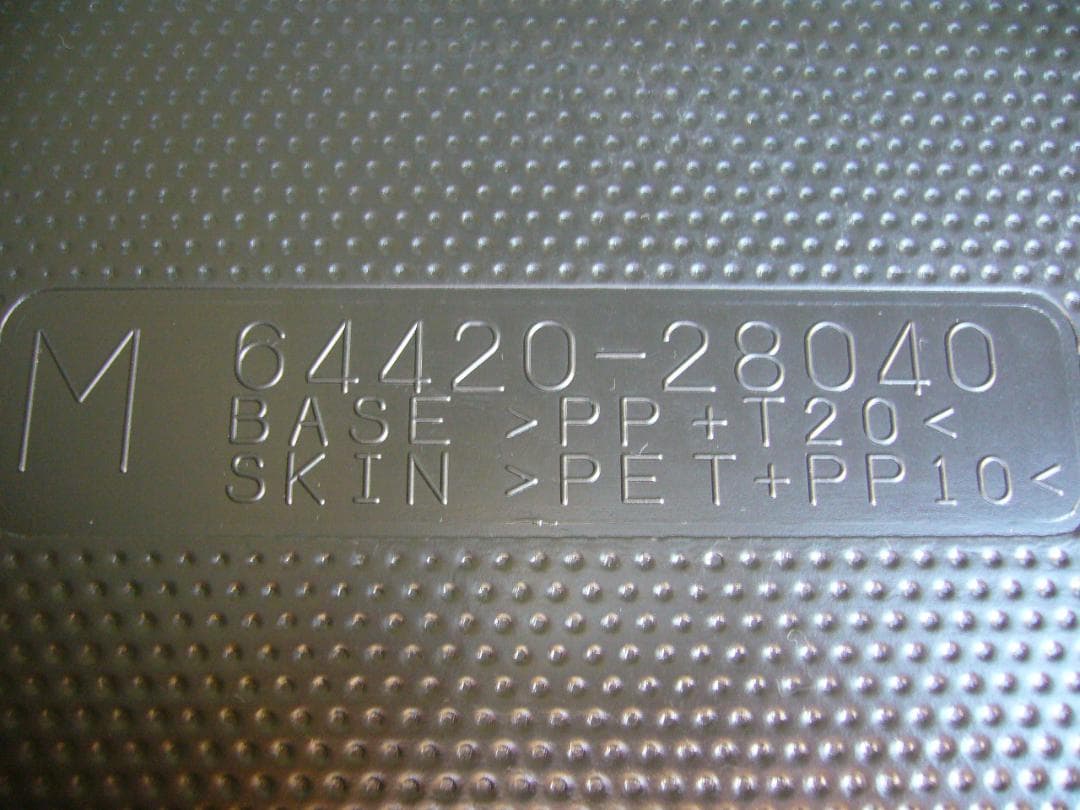 M 64420-28040
BASE >PP+T20<
SKIN >PET+PP10<